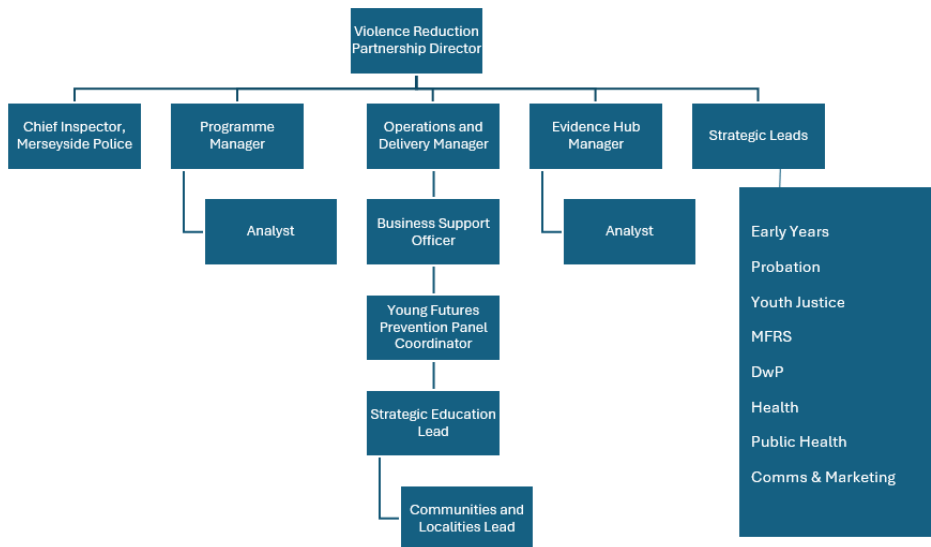 Violence Reduction
Partnership Director
Chief Inspector,
Merseyside Police
Programme
Manager
Operations and
Delivery Manager
Evidence Hub
Manager
Strategic Leads
Analyst
Business Support
Officer
Analyst
Young Futures
Prevention Panel
Coordinator
Strategic Education
Lead
Communities and
Localities Lead
Early Years
Probation
Youth Justice
MFRS
DwP
Health
Public Health
Comms & Marketing